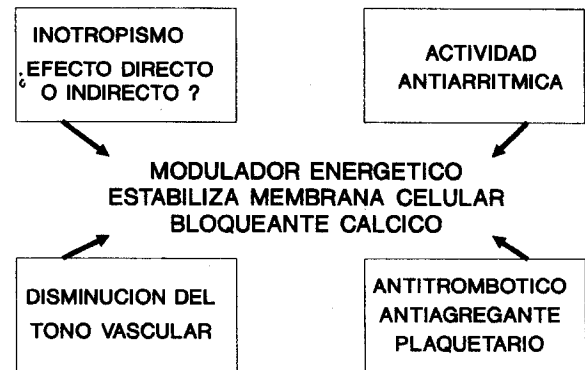 INOTROPISMO
¿EFECTO DIRECTO
O INDIRECTO ?
ACTIVIDAD
ANTIARRITMICA
MODULADOR ENERGETICO
ESTABILIZA MEMBRANA CELULAR
BLOQUEANTE CALCICO
DISMINUCION DEL
TONO VASCULAR
ANTITROMBOTICO
ANTIAGREGANTE
PLAQUETARIO